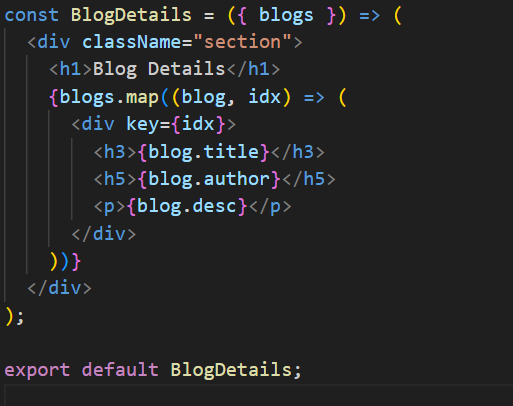 const BlogDetails = ({ blogs }) => (
  <div className="section">
    <h1>Blog Details</h1>
    {blogs.map((blog, idx) => (
      <div key={idx}>
        <h3>{blog.title}</h3>
        <h5>{blog.author}</h5>
        <p>{blog.desc}</p>
      </div>
    ))}
  </div>
);

export default BlogDetails;